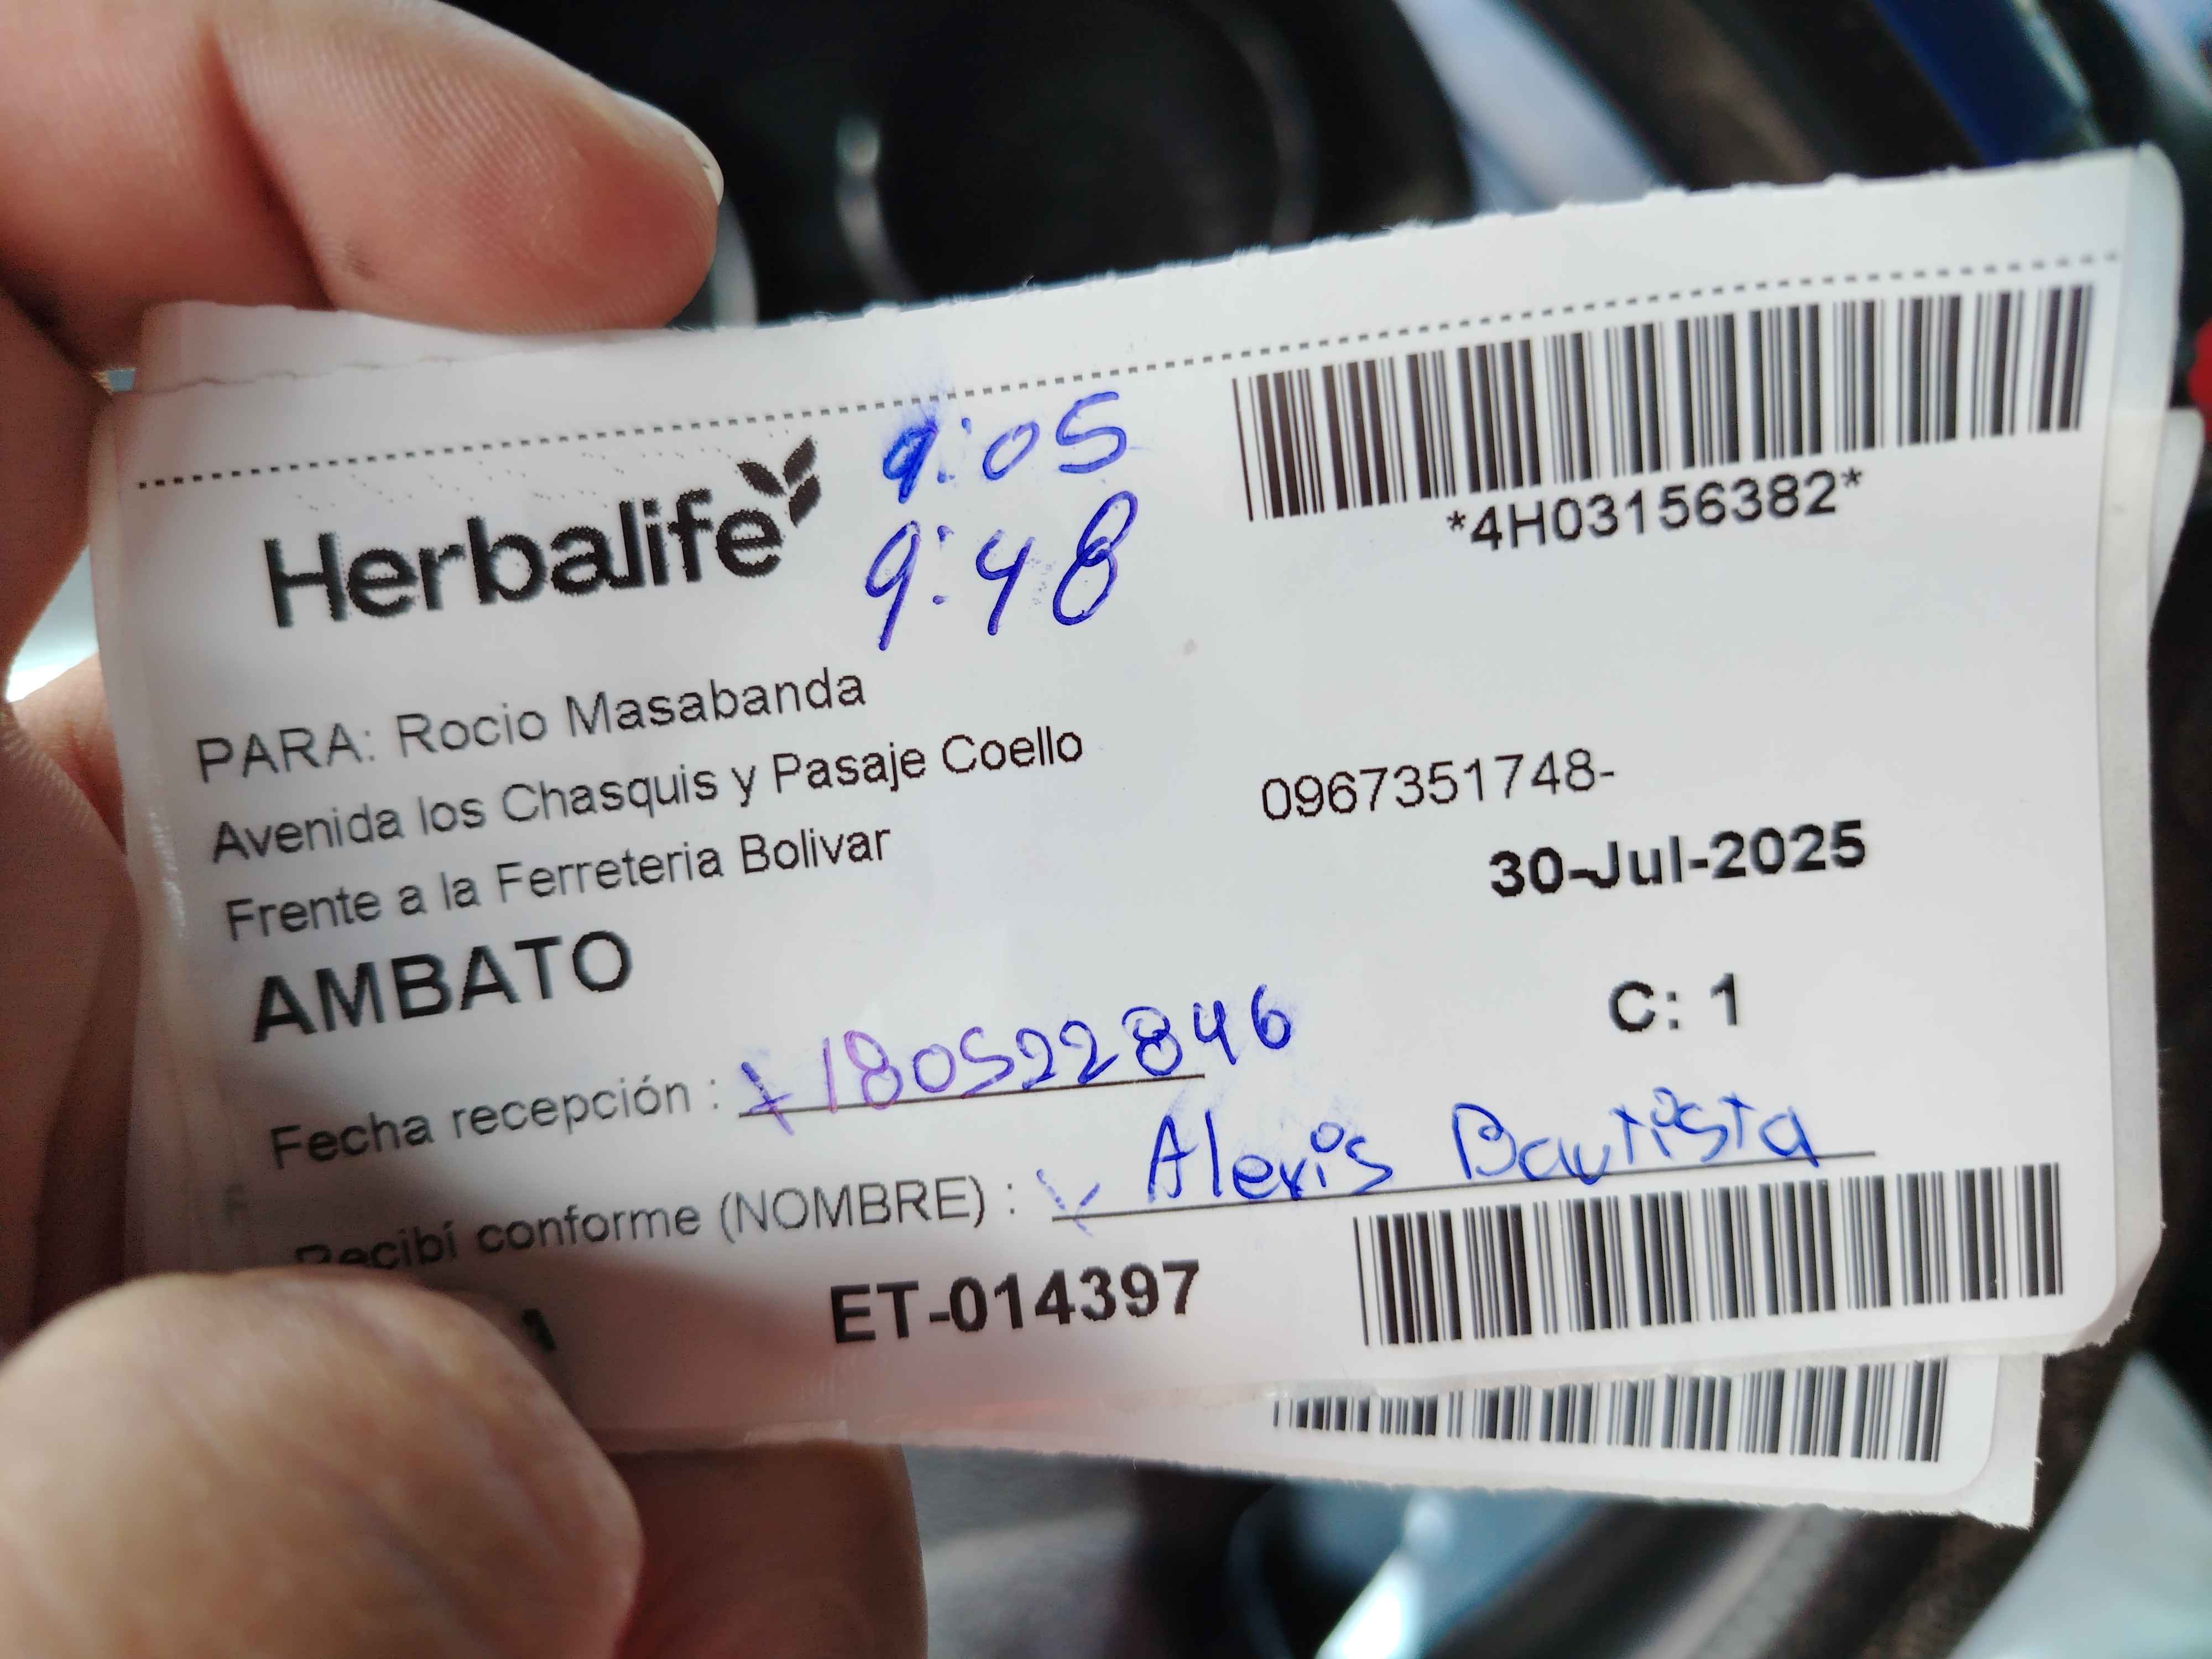 9:05
Herbalife
9:48
*4H03156382*
PARA: Rocio Masabanda
Avenida los Chasquis y Pasaje Coello
0967351748-
Frente a la Ferreteria Bolivar
30-Jul-2025
AMBATO
C: 1
Fecha recepción : x 180522846
Recibí conforme (NOMBRE) : x Alexis Bautista
ET-014397